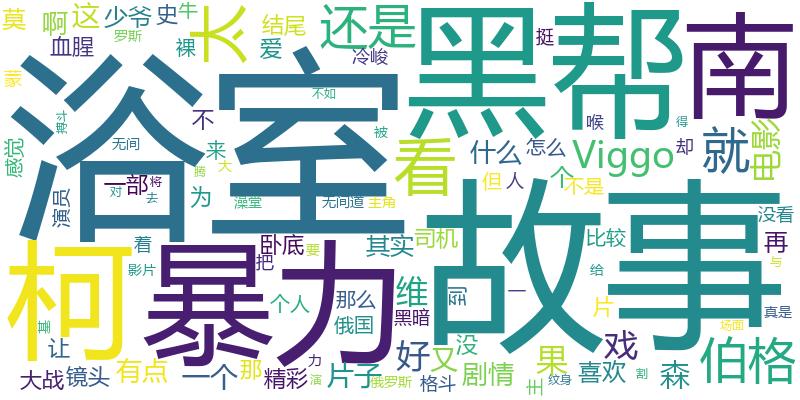 莫
啊
这
少爷
史
牛
太
结尾
还是
黑
帮
南
罗斯
血腥
裸
爱
冷峻
挺
蒙
浴室
不如
喉
得
电影
感觉
搏斗
无间
不
被
看
什么
怎么
Viggo
却
就
来
腾
大
但
人
个
不是
一部
将
对
去
为
澡堂
无间道
主角
演员
故事
没看
柯
暴力
着
卧底
要
其实
司机
比较
再
影片
把
与
个人
那么
维
到
一
给
片
基
俄国
黑暗
真是
场面
让
好
又
没
果
戏
伯格
大战
镜头
有点
一个
那
精彩
力
演
片子
俄罗斯
格斗
剧情
王
纹身
喜欢
割
森